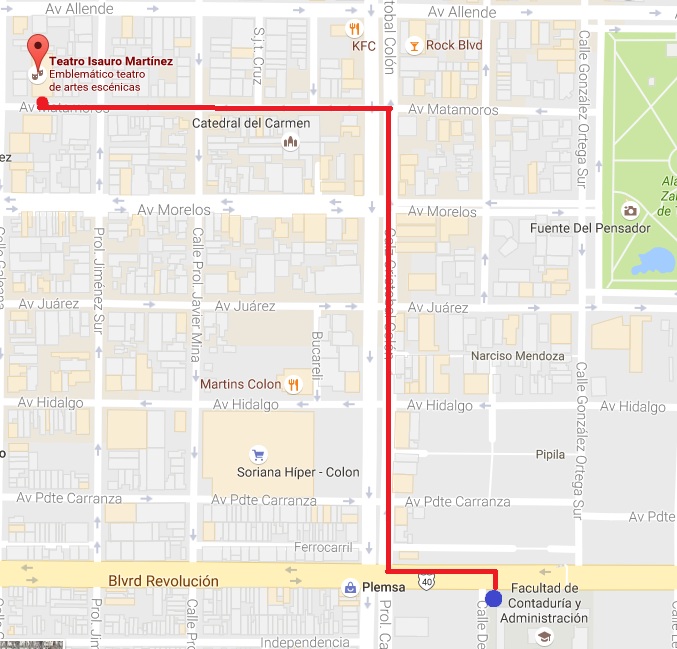 Av Allende
Av Allende
KFC
Rock Blvd
tobal Colón
S.j.t. Cruz
Calle González Ortega Sur
Teatro Isauro Martínez
Emblemático teatro
de artes escénicas
Av Matamoros
Av Matamoros
Catedral del Carmen
ez
Av Morelos
Av Morelos
Fuente Del Pensador
Ala
Za
de T
Prol. Jiménez Sur
Calle Prol. Javier Mina
Av Juárez
Av Juárez
Av Juárez
Bucareli
Narciso Mendoza
Martins Colon
Calle González Ortega Sur
Av Hidalgo
Av Hidalgo
Av Hidalgo
Av Hidalgo
o
Soriana Híper - Colon
Pipila
Av Pdte Carranza
Av Pdte Carranza
Av Pdte Carranza
Av Pdte
Ferrocarril
Blvrd Revolución
40
Plemsa
Facultad de
Contaduría y
Administración
Prol. Jim
Calle Pro
Prol. Ca
Calle De
Independencia
Calle Le